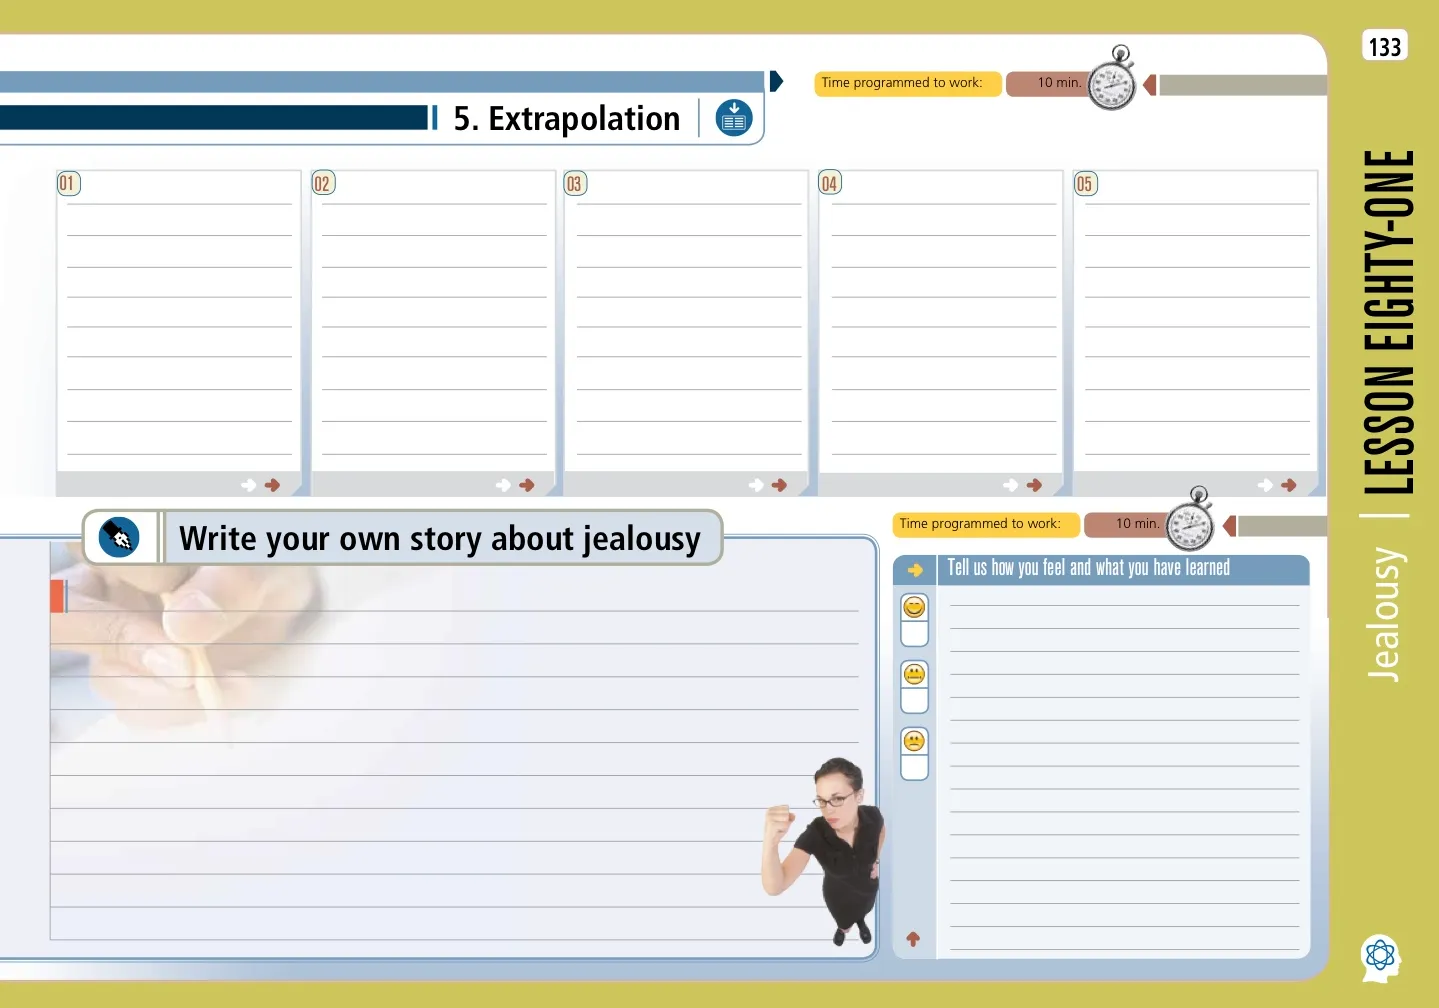 133
Time programmed to work:
10 min.
5. Extrapolation
01
02
03
04
05
Write your own story about jealousy
Time programmed to work:
10 min.
Tell us how you feel and what you have learned
LESSON EIGHTY-ONE
Jealousy